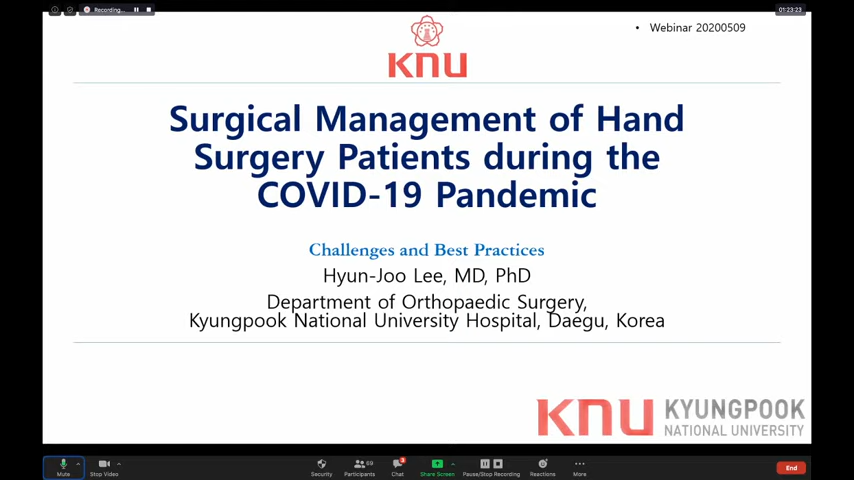 Recording...
01:23:23
• Webinar 20200509
KNU
Surgical Management of Hand
Surgery Patients during the
COVID-19 Pandemic
Challenges and Best Practices
Hyun-Joo Lee, MD, PhD
Department of Orthopaedic Surgery,
Kyungpook National University Hospital, Daegu, Korea
KNU KYUNGPOOK
NATIONAL UNIVERSITY
Mute
Stop Video
Security
Participants
69
Chat
Share Screen
Pause/Stop Recording
Reactions
More
End